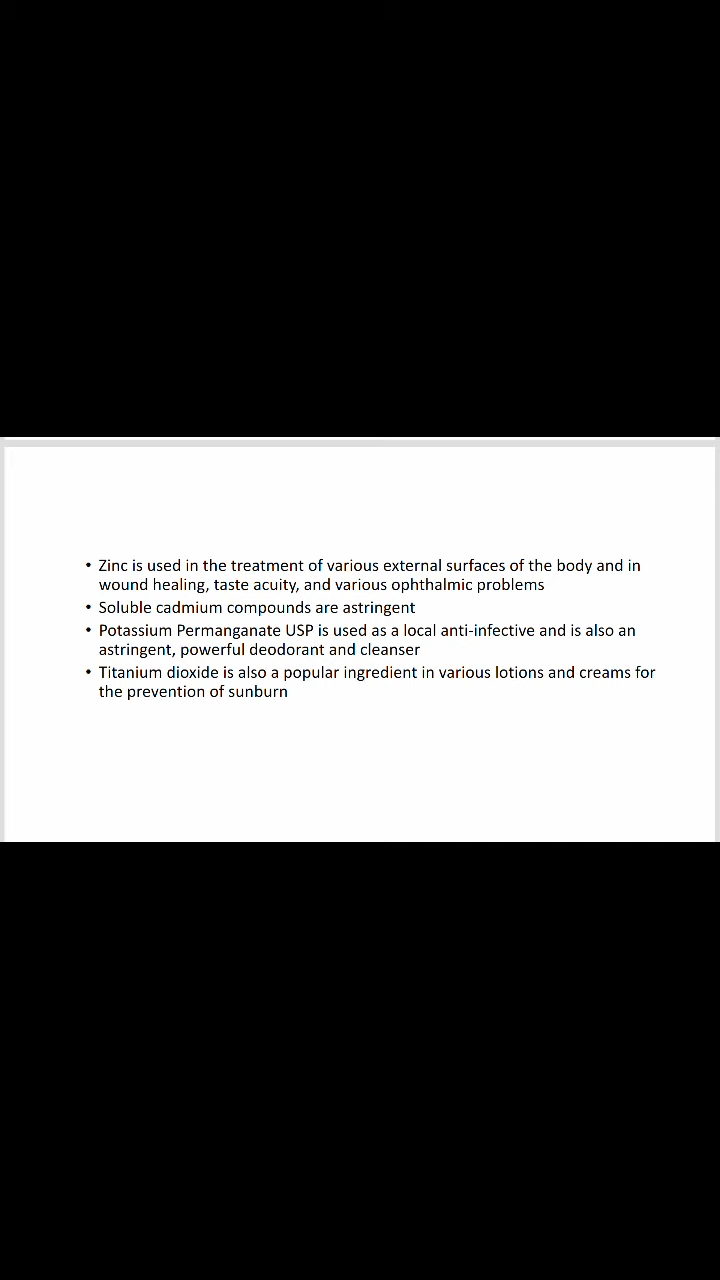 • Zinc is used in the treatment of various external surfaces of the body and in
wound healing, taste acuity, and various ophthalmic problems
• Soluble cadmium compounds are astringent
• Potassium Permanganate USP is used as a local anti-infective and is also an
astringent, powerful deodorant and cleanser
• Titanium dioxide is also a popular ingredient in various lotions and creams for
the prevention of sunburn